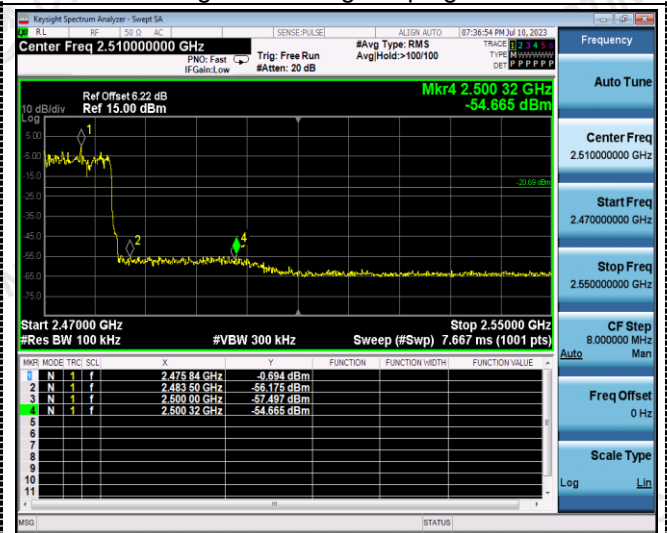 Keysight Spectrum Analyzer - Swept SA
RL RF 50 Ω AC SENSE:PULSE ALIGN AUTO 07:36:54 PM Jul 10, 2023
Center Freq 2.510000000 GHz
PNO: Fast
IFGain:Low
Trig: Free Run
#Atten: 20 dB
#Avg Type: RMS
Avg|Hold:>100/100
TRACE 1 2 3 4 5 6
TYPE M W W W W W
DET P P P P P P
Frequency
Auto Tune
Center Freq
2.510000000 GHz
Start Freq
2.470000000 GHz
Stop Freq
2.550000000 GHz
CF Step
8.000000 MHz
Auto Man
Freq Offset
0 Hz
Scale Type
Log Lin
Mkr4 2.500 32 GHz
-54.665 dBm
Ref Offset 6.22 dB
10 dB/div Ref 15.00 dBm
Log
5.00
-5.00
-15.0
-25.0
-35.0
-45.0
-55.0
-65.0
-75.0
1
2
4
-20.69 dBm
Start 2.47000 GHz Stop 2.55000 GHz
#Res BW 100 kHz #VBW 300 kHz Sweep (#Swp) 7.667 ms (1001 pts)
MKR MODE TRC SCL X Y FUNCTION FUNCTION WIDTH FUNCTION VALUE
1 N 1 f 2.475 84 GHz -0.694 dBm
2 N 1 f 2.483 50 GHz -56.175 dBm
3 N 1 f 2.500 00 GHz -57.497 dBm
4 N 1 f 2.500 32 GHz -54.665 dBm
5
6
7
8
9
10
11
MSG STATUS